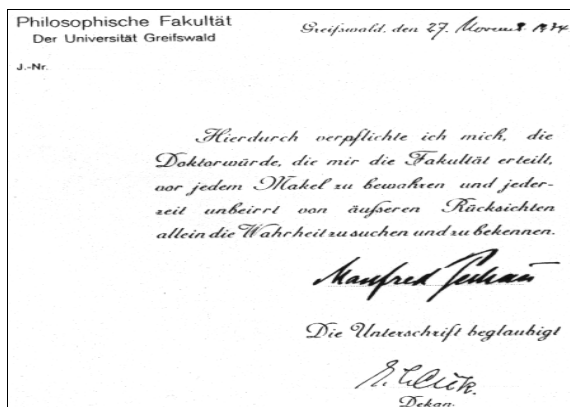 Philosophische Fakultät
Der Universität Greifswald
Greifswald, den 27. Novem
J.-Nr.
Hierdurch verpflichte ich mich, die
Doktorwürde, die mir die Fakultät erteilt,
vor jedem Makel zu bewahren und jeder-
zeit unbeirrt von äußeren Rücksichten
allein die Wahrheit zu suchen und zu bekennen.
Manfred
Die Unterschrift beglaubigt
Dekan.